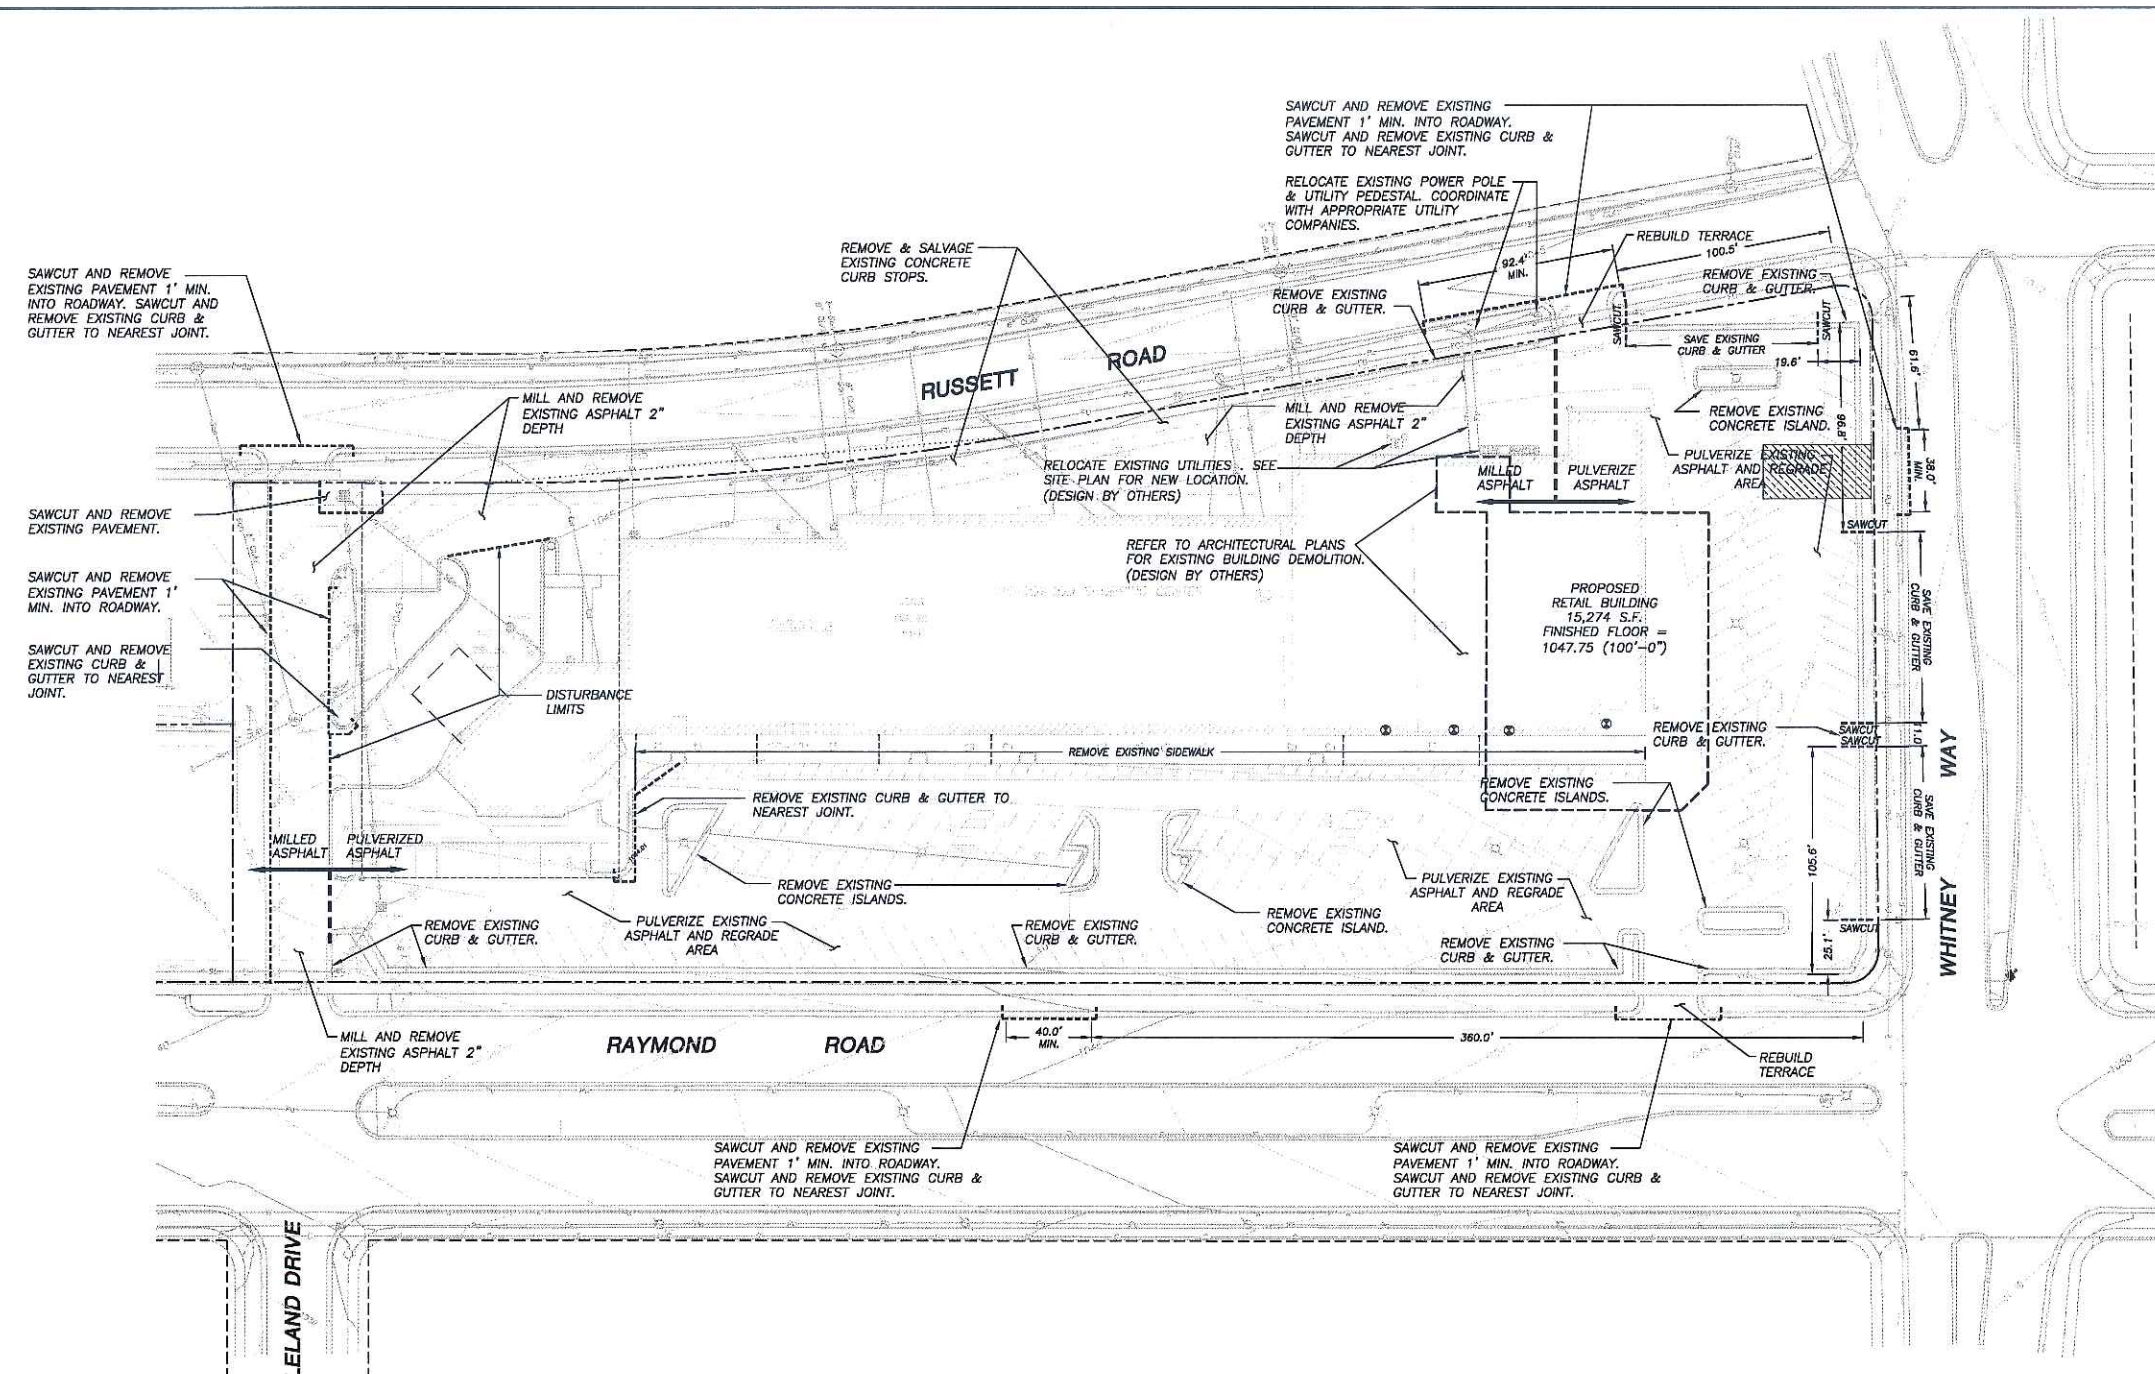 SAWCUT AND REMOVE EXISTING
PAVEMENT 1' MIN. INTO ROADWAY.
SAWCUT AND REMOVE EXISTING CURB &
GUTTER TO NEAREST JOINT.
RELOCATE EXISTING POWER POLE
& UTILITY PEDESTAL. COORDINATE
WITH APPROPRIATE UTILITY
COMPANIES.
REMOVE & SALVAGE
EXISTING CONCRETE
CURB STOPS.
REBUILD TERRACE
100.5'
92.4'
MIN.
REMOVE EXISTING
CURB & GUTTER.
REMOVE EXISTING
CURB & GUTTER.
SAWCUT AND REMOVE
EXISTING PAVEMENT 1' MIN.
INTO ROADWAY. SAWCUT AND
REMOVE EXISTING CURB &
GUTTER TO NEAREST JOINT.
SAWCUT
SAWCUT
SAVE EXISTING
CURB & GUTTER
19.6'
61.6'
96.8'
RUSSETT ROAD
MILL AND REMOVE
EXISTING ASPHALT 2"
DEPTH
MILL AND REMOVE
EXISTING ASPHALT 2"
DEPTH
REMOVE EXISTING
CONCRETE ISLAND.
RELOCATE EXISTING UTILITIES . SEE
SITE PLAN FOR NEW LOCATION.
(DESIGN BY OTHERS)
MILLED
ASPHALT
PULVERIZE
ASPHALT
PULVERIZE EXISTING
ASPHALT AND REGRADE
AREA
38.0'
MIN.
SAWCUT
SAWCUT AND REMOVE
EXISTING PAVEMENT.
REFER TO ARCHITECTURAL PLANS
FOR EXISTING BUILDING DEMOLITION.
(DESIGN BY OTHERS)
SAWCUT AND REMOVE
EXISTING PAVEMENT 1'
MIN. INTO ROADWAY.
PROPOSED
RETAIL BUILDING
15,274 S.F.
FINISHED FLOOR =
1047.75 (100'-0")
SAVE EXISTING
CURB & GUTTER
SAWCUT AND REMOVE
EXISTING CURB &
GUTTER TO NEAREST
JOINT.
DISTURBANCE
LIMITS
REMOVE EXISTING
CURB & GUTTER.
SAWCUT
SAWCUT
11.0'
REMOVE EXISTING SIDEWALK
WHITNEY WAY
REMOVE EXISTING CURB & GUTTER TO
NEAREST JOINT.
REMOVE EXISTING
CONCRETE ISLANDS.
SAVE EXISTING
CURB & GUTTER
105.6'
MILLED
ASPHALT
PULVERIZED
ASPHALT
REMOVE EXISTING
CONCRETE ISLANDS.
PULVERIZE EXISTING
ASPHALT AND REGRADE
AREA
REMOVE EXISTING
CURB & GUTTER.
PULVERIZE EXISTING
ASPHALT AND REGRADE
AREA
REMOVE EXISTING
CURB & GUTTER.
REMOVE EXISTING
CONCRETE ISLAND.
REMOVE EXISTING
CURB & GUTTER.
SAWCUT
25.1'
MILL AND REMOVE
EXISTING ASPHALT 2"
DEPTH
RAYMOND ROAD
40.0'
MIN.
360.0'
REBUILD
TERRACE
1050
SAWCUT AND REMOVE EXISTING
PAVEMENT 1' MIN. INTO ROADWAY.
SAWCUT AND REMOVE EXISTING CURB &
GUTTER TO NEAREST JOINT.
SAWCUT AND REMOVE EXISTING
PAVEMENT 1' MIN. INTO ROADWAY.
SAWCUT AND REMOVE EXISTING CURB &
GUTTER TO NEAREST JOINT.
LELAND DRIVE